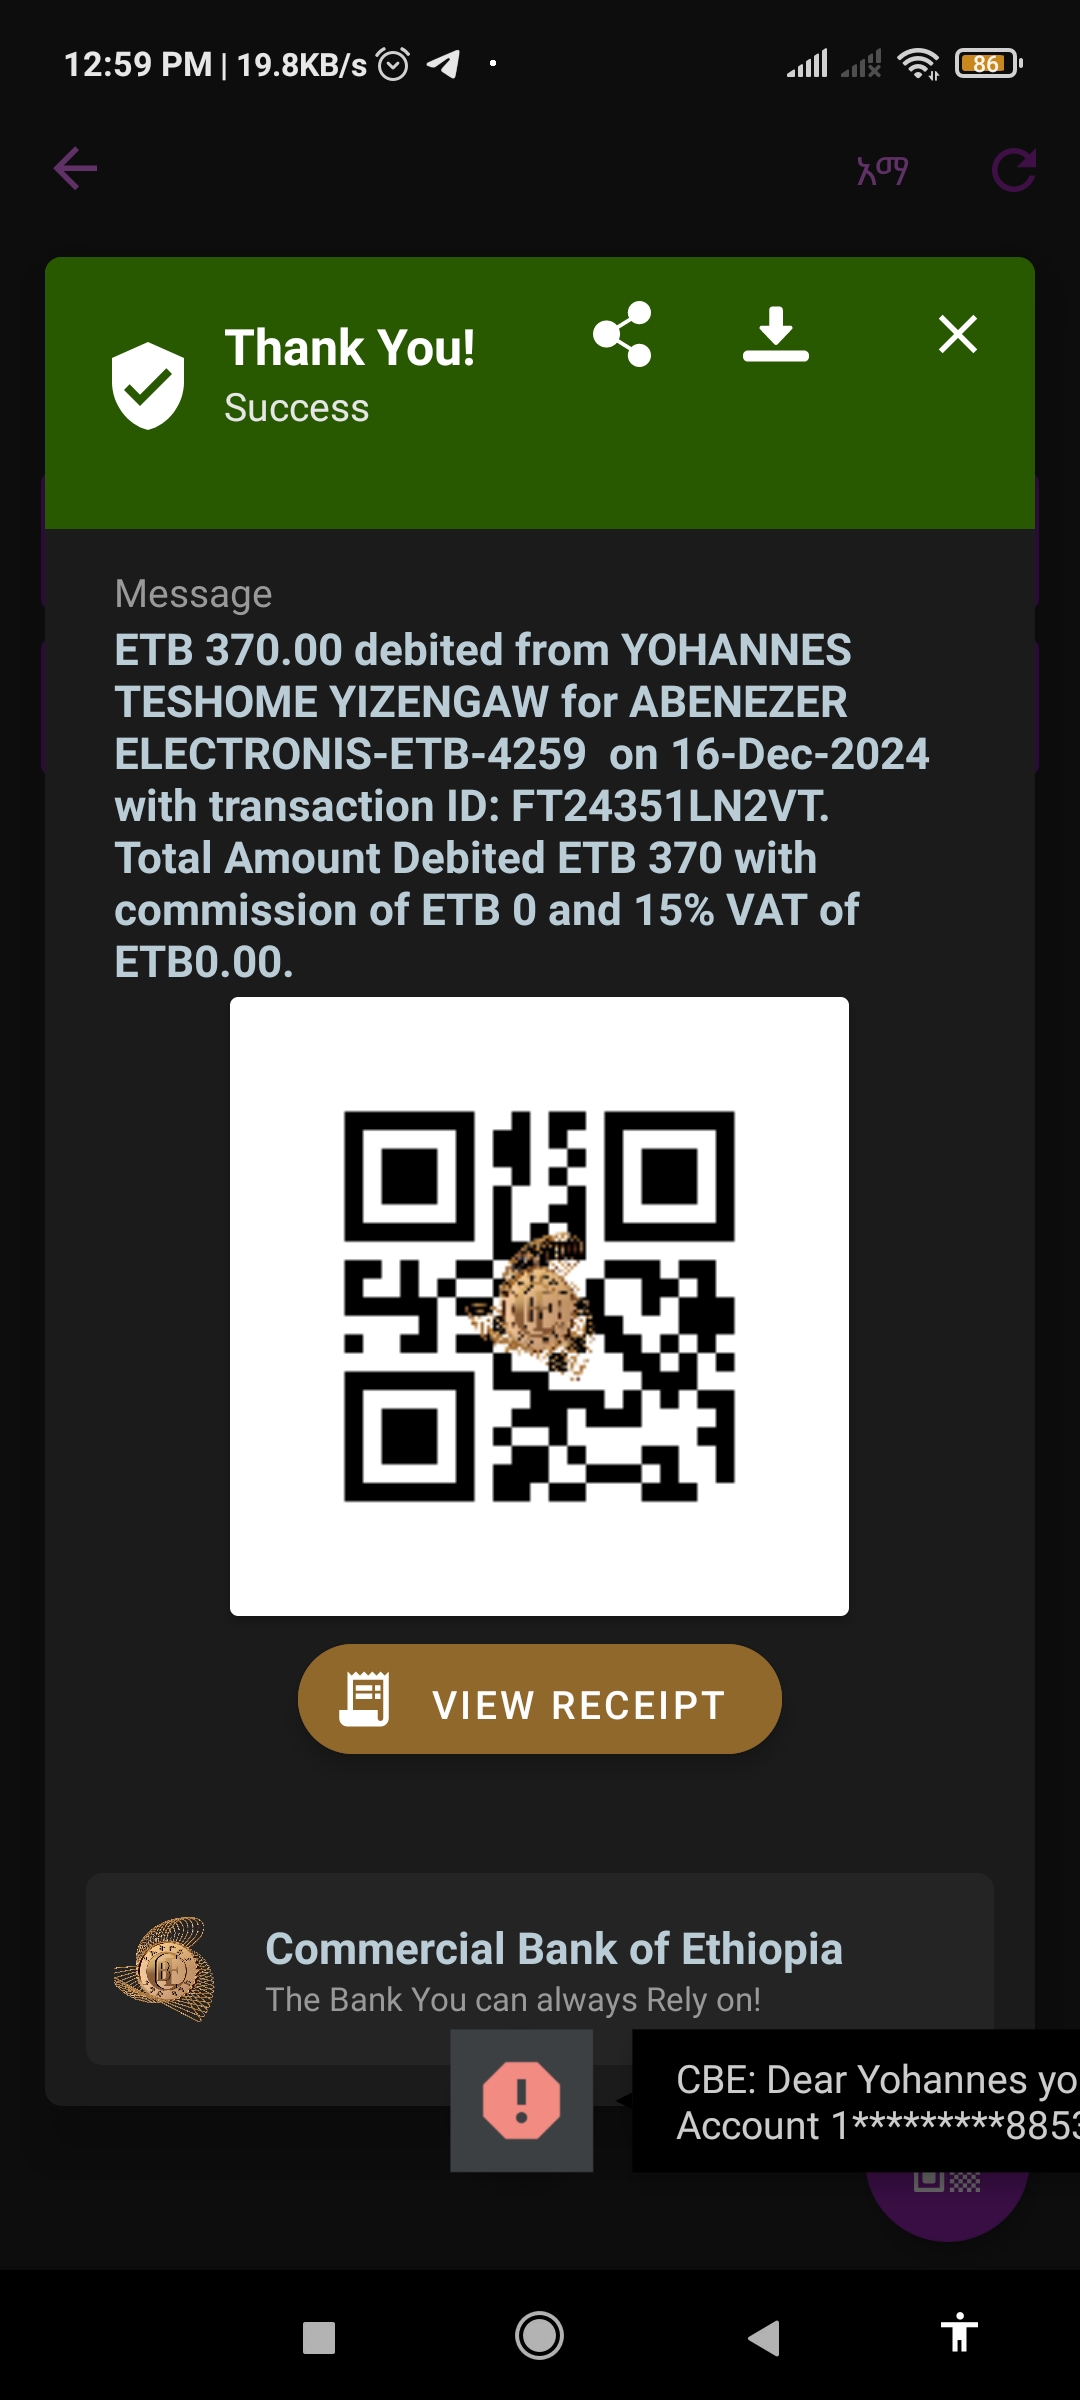 12:59 PM | 19.8KB/s
86
አማ
Thank You!
Success
Message
ETB 370.00 debited from YOHANNES
TESHOME YIZENGAW for ABENEZER
ELECTRONIS-ETB-4259  on 16-Dec-2024
with transaction ID: FT24351LN2VT.
Total Amount Debited ETB 370 with
commission of ETB 0 and 15% VAT of
ETB0.00.
VIEW RECEIPT
Commercial Bank of Ethiopia
The Bank You can always Rely on!
CBE: Dear Yohannes yo
Account 1*********8853